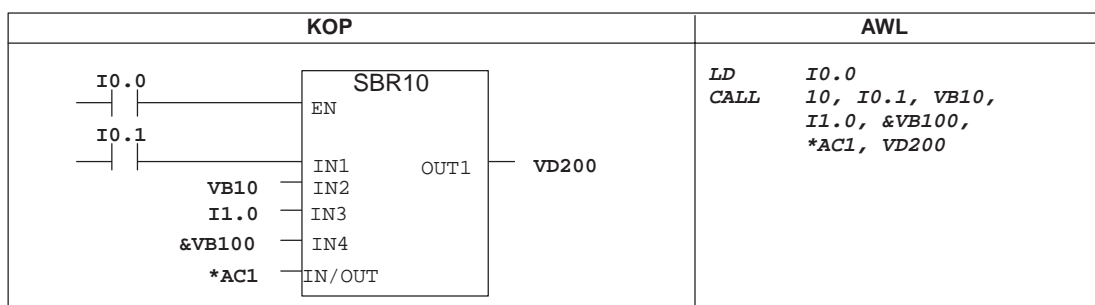 KOP
AWL
I0.0
SBR10
EN
I0.1
IN1 OUT1 VD200
VB10 IN2
I1.0 IN3
&VB100 IN4
*AC1 IN/OUT
LD I0.0
CALL 10, I0.1, VB10,
I1.0, &VB100,
*AC1, VD200